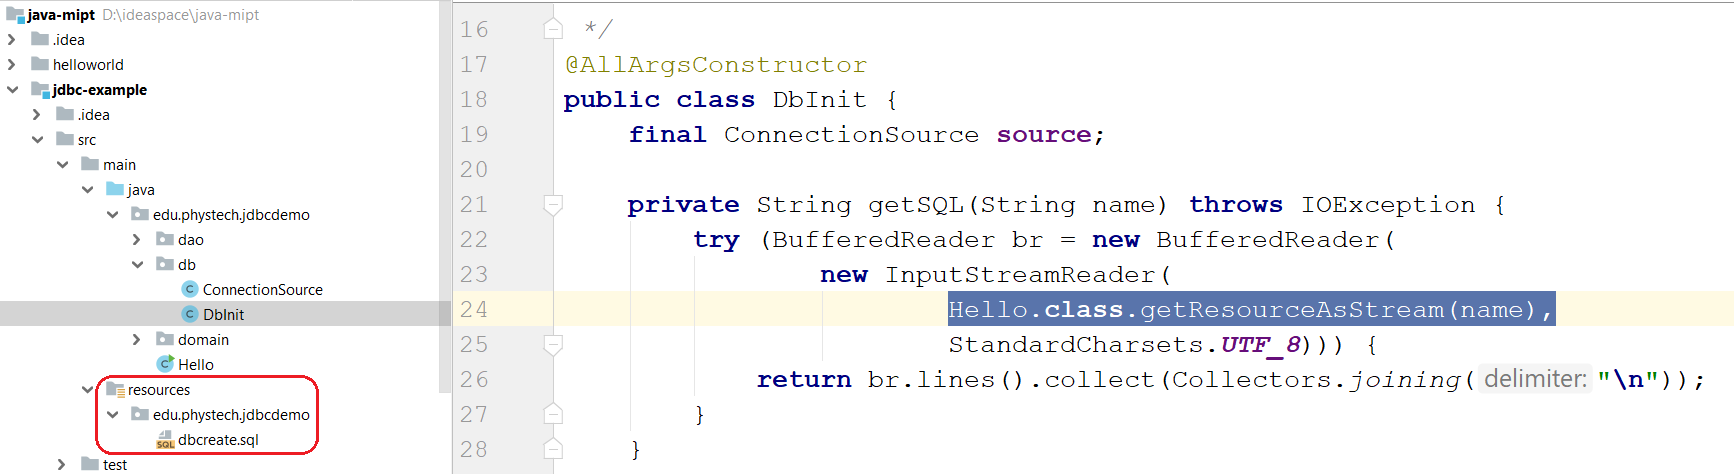 java-mipt D:\ideaspace\java-mipt
.idea
helloworld
jdbc-example
.idea
src
main
java
edu.phystech.jdbcdemo
dao
db
C ConnectionSource
C DbInit
domain
C Hello
resources
edu.phystech.jdbcdemo
SQL dbcreate.sql
test
16 */
17 @AllArgsConstructor
18 public class DbInit {
19 final ConnectionSource source;
20
21 private String getSQL(String name) throws IOException {
22 try (BufferedReader br = new BufferedReader(
23 new InputStreamReader(
24 Hello.class.getResourceAsStream(name),
25 StandardCharsets.UTF_8))) {
26 return br.lines().collect(Collectors.joining( delimiter: "\n"));
27 }
28 }